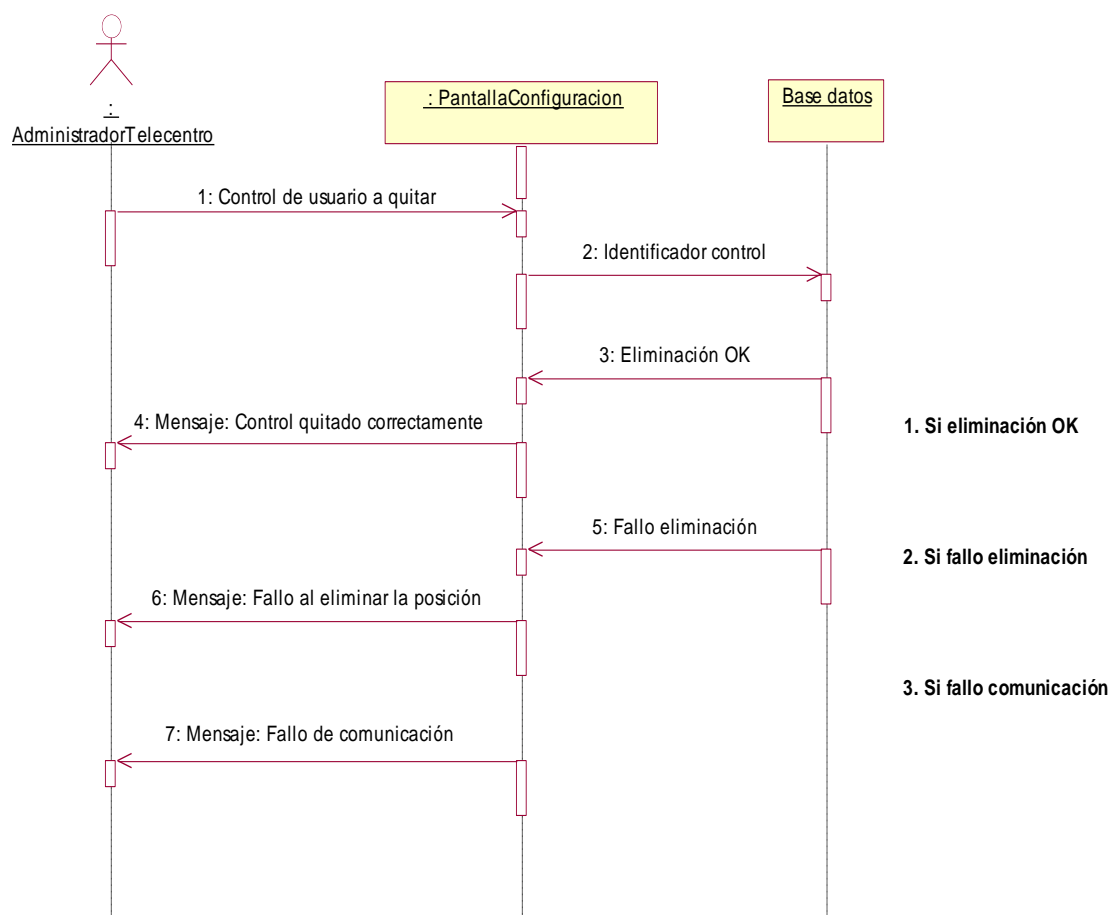 :
AdministradorTelecentro
: PantallaConfiguracion
Base datos
1: Control de usuario a quitar
2: Identificador control
3: Eliminación OK
4: Mensaje: Control quitado correctamente
1. Si eliminación OK
5: Fallo eliminación
2. Si fallo eliminación
6: Mensaje: Fallo al eliminar la posición
3. Si fallo comunicación
7: Mensaje: Fallo de comunicación